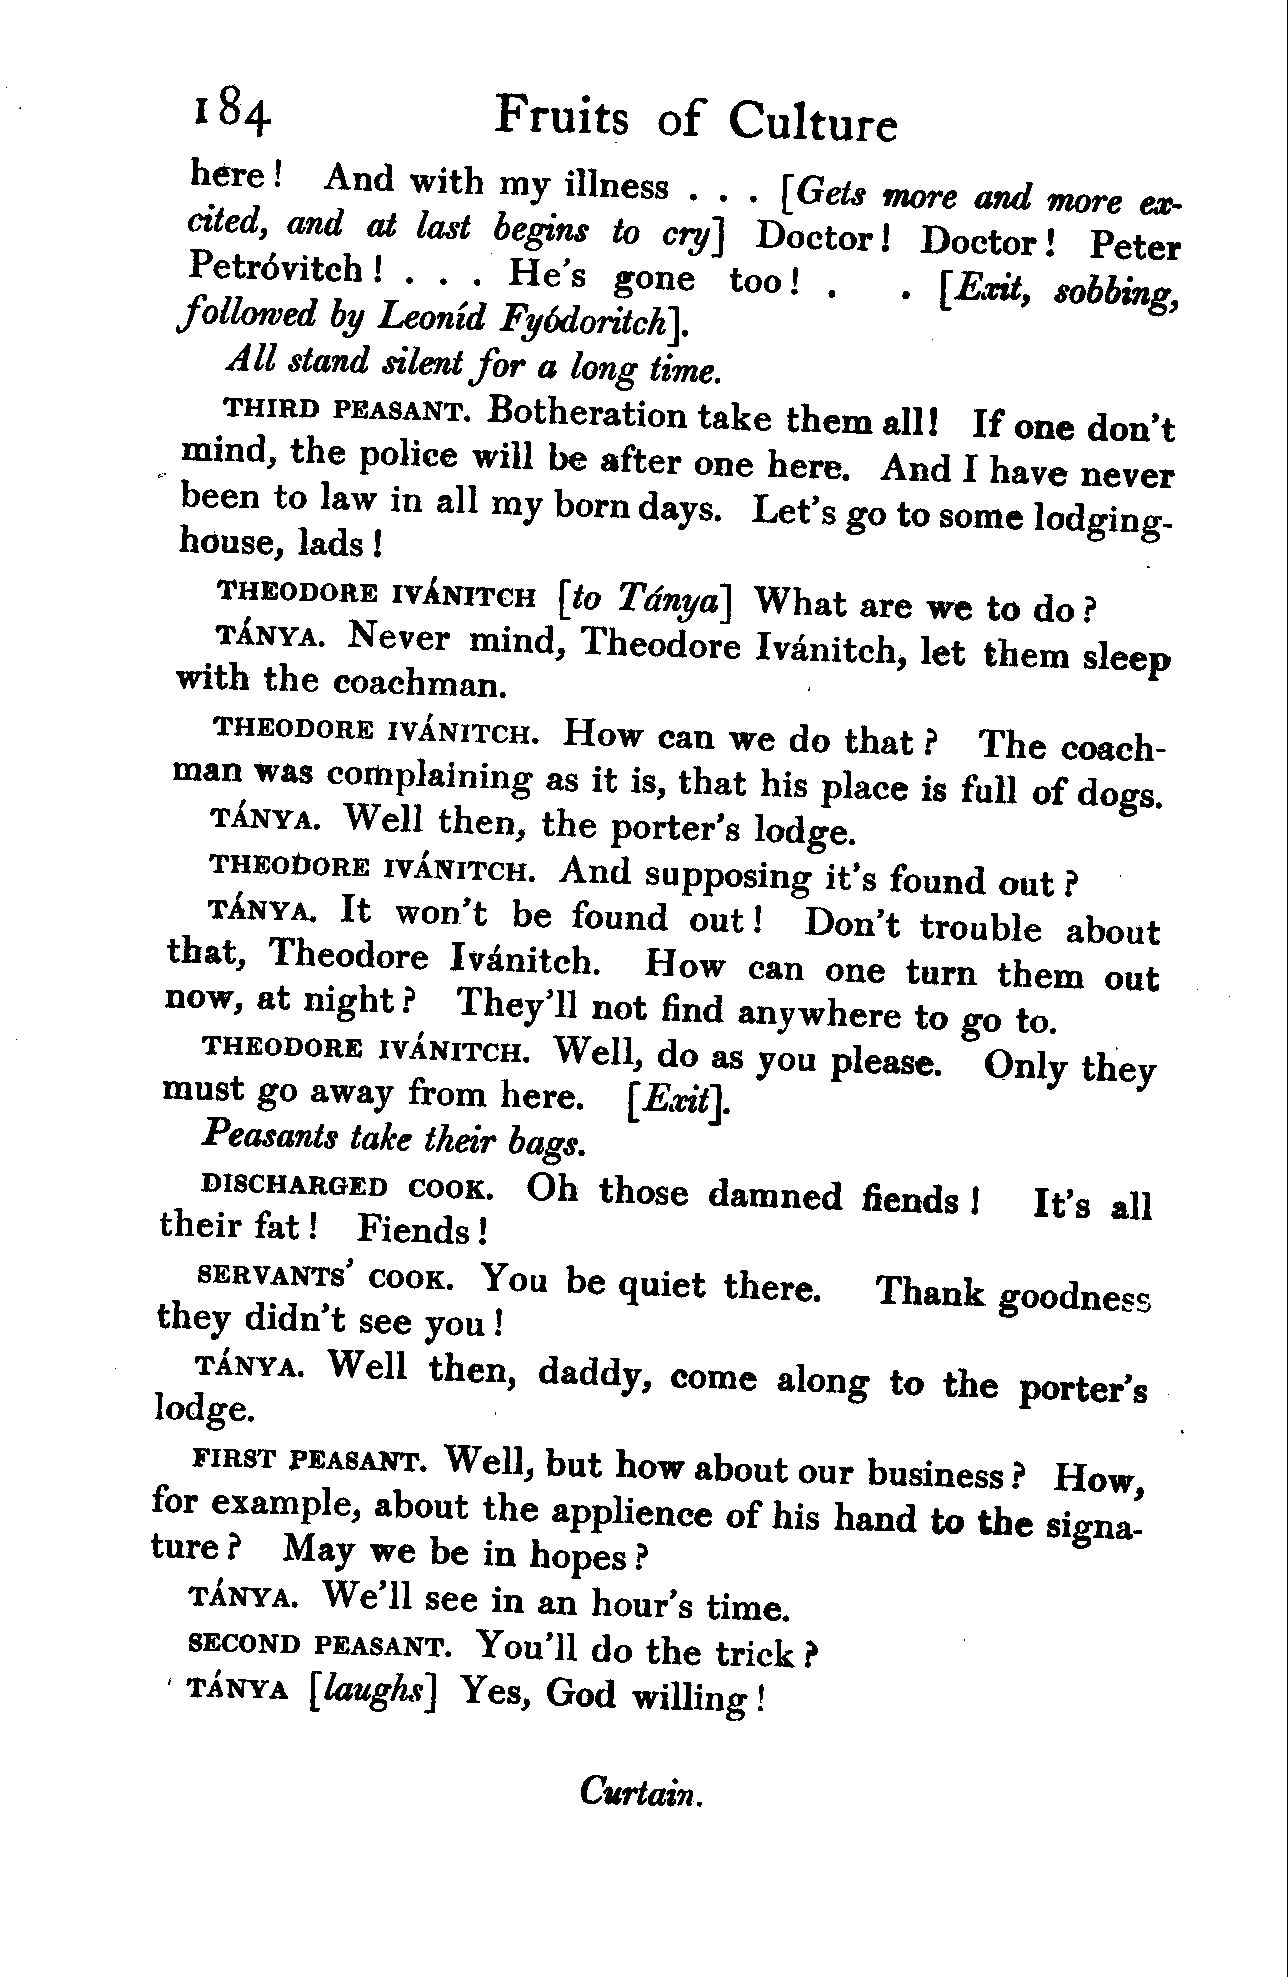 184 Fruits of Culture
here! And with my illness . . . [Gets more and more ex-
cited, and at last begins to cry] Doctor! Doctor! Peter
Petróvitch! . . . He's gone too! . . [Exit, sobbing,
followed by Leoníd Fyódoritch].
All stand silent for a long time.
THIRD PEASANT. Botheration take them all! If one don't
mind, the police will be after one here. And I have never
been to law in all my born days. Let's go to some lodging-
house, lads!
THEODORE IVÁNITCH [to Tánya] What are we to do?
TÁNYA. Never mind, Theodore Ivánitch, let them sleep
with the coachman.
THEODORE IVÁNITCH. How can we do that? The coach-
man was complaining as it is, that his place is full of dogs.
TÁNYA. Well then, the porter's lodge.
THEODORE IVÁNITCH. And supposing it's found out?
TÁNYA. It won't be found out! Don't trouble about
that, Theodore Ivánitch. How can one turn them out
now, at night? They'll not find anywhere to go to.
THEODORE IVÁNITCH. Well, do as you please. Only they
must go away from here. [Exit].
Peasants take their bags.
DISCHARGED COOK. Oh those damned fiends! It's all
their fat! Fiends!
SERVANTS' COOK. You be quiet there. Thank goodness
they didn't see you!
TÁNYA. Well then, daddy, come along to the porter's
lodge.
FIRST PEASANT. Well, but how about our business? How,
for example, about the applience of his hand to the signa-
ture? May we be in hopes?
TÁNYA. We'll see in an hour's time.
SECOND PEASANT. You'll do the trick?
TÁNYA [laughs] Yes, God willing!
Curtain.